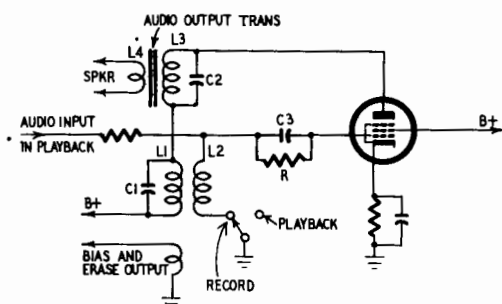 AUDIO OUTPUT TRANS
L4
L3
SPKR
C2
AUDIO INPUT
IN PLAYBACK
C3
B+
L1
L2
R
C1
B+
PLAYBACK
BIAS AND
ERASE OUTPUT
RECORD